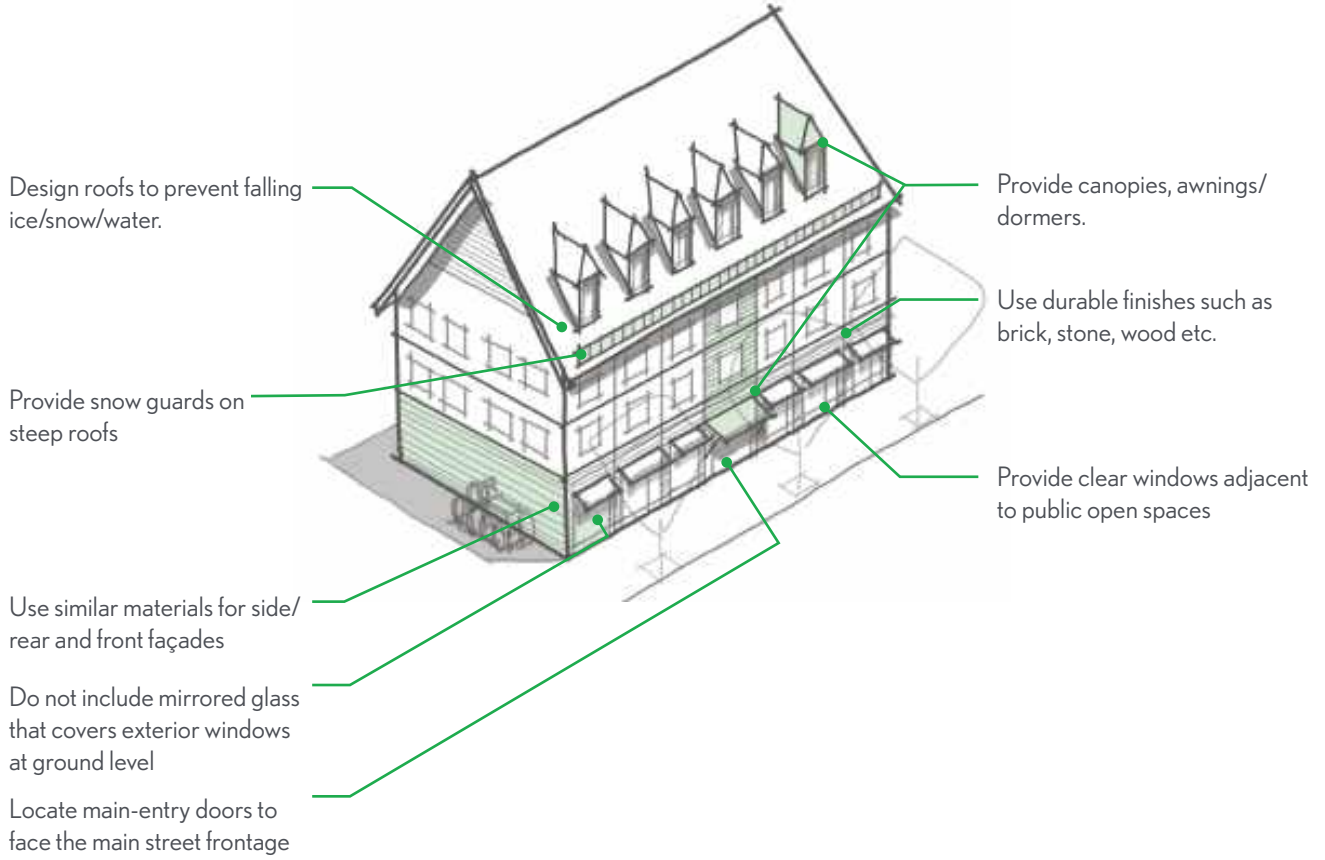 Design roofs to prevent falling
ice/snow/water.
Provide snow guards on
steep roofs
Use similar materials for side/
rear and front façades
Do not include mirrored glass
that covers exterior windows
at ground level
Locate main-entry doors to
face the main street frontage
Provide canopies, awnings/
dormers.
Use durable finishes such as
brick, stone, wood etc.
Provide clear windows adjacent
to public open spaces